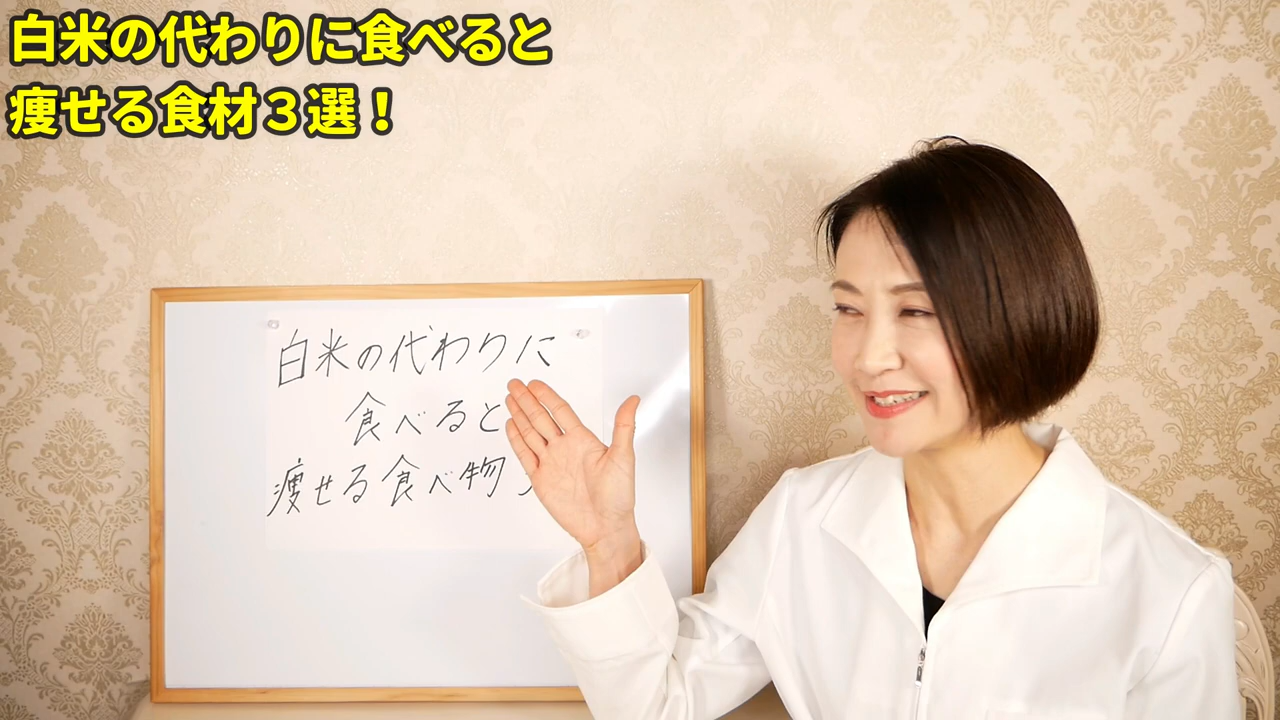 白米の代わりに食べると
痩せる食材3選!
白米の代わりに
食べると
痩せる食べ物